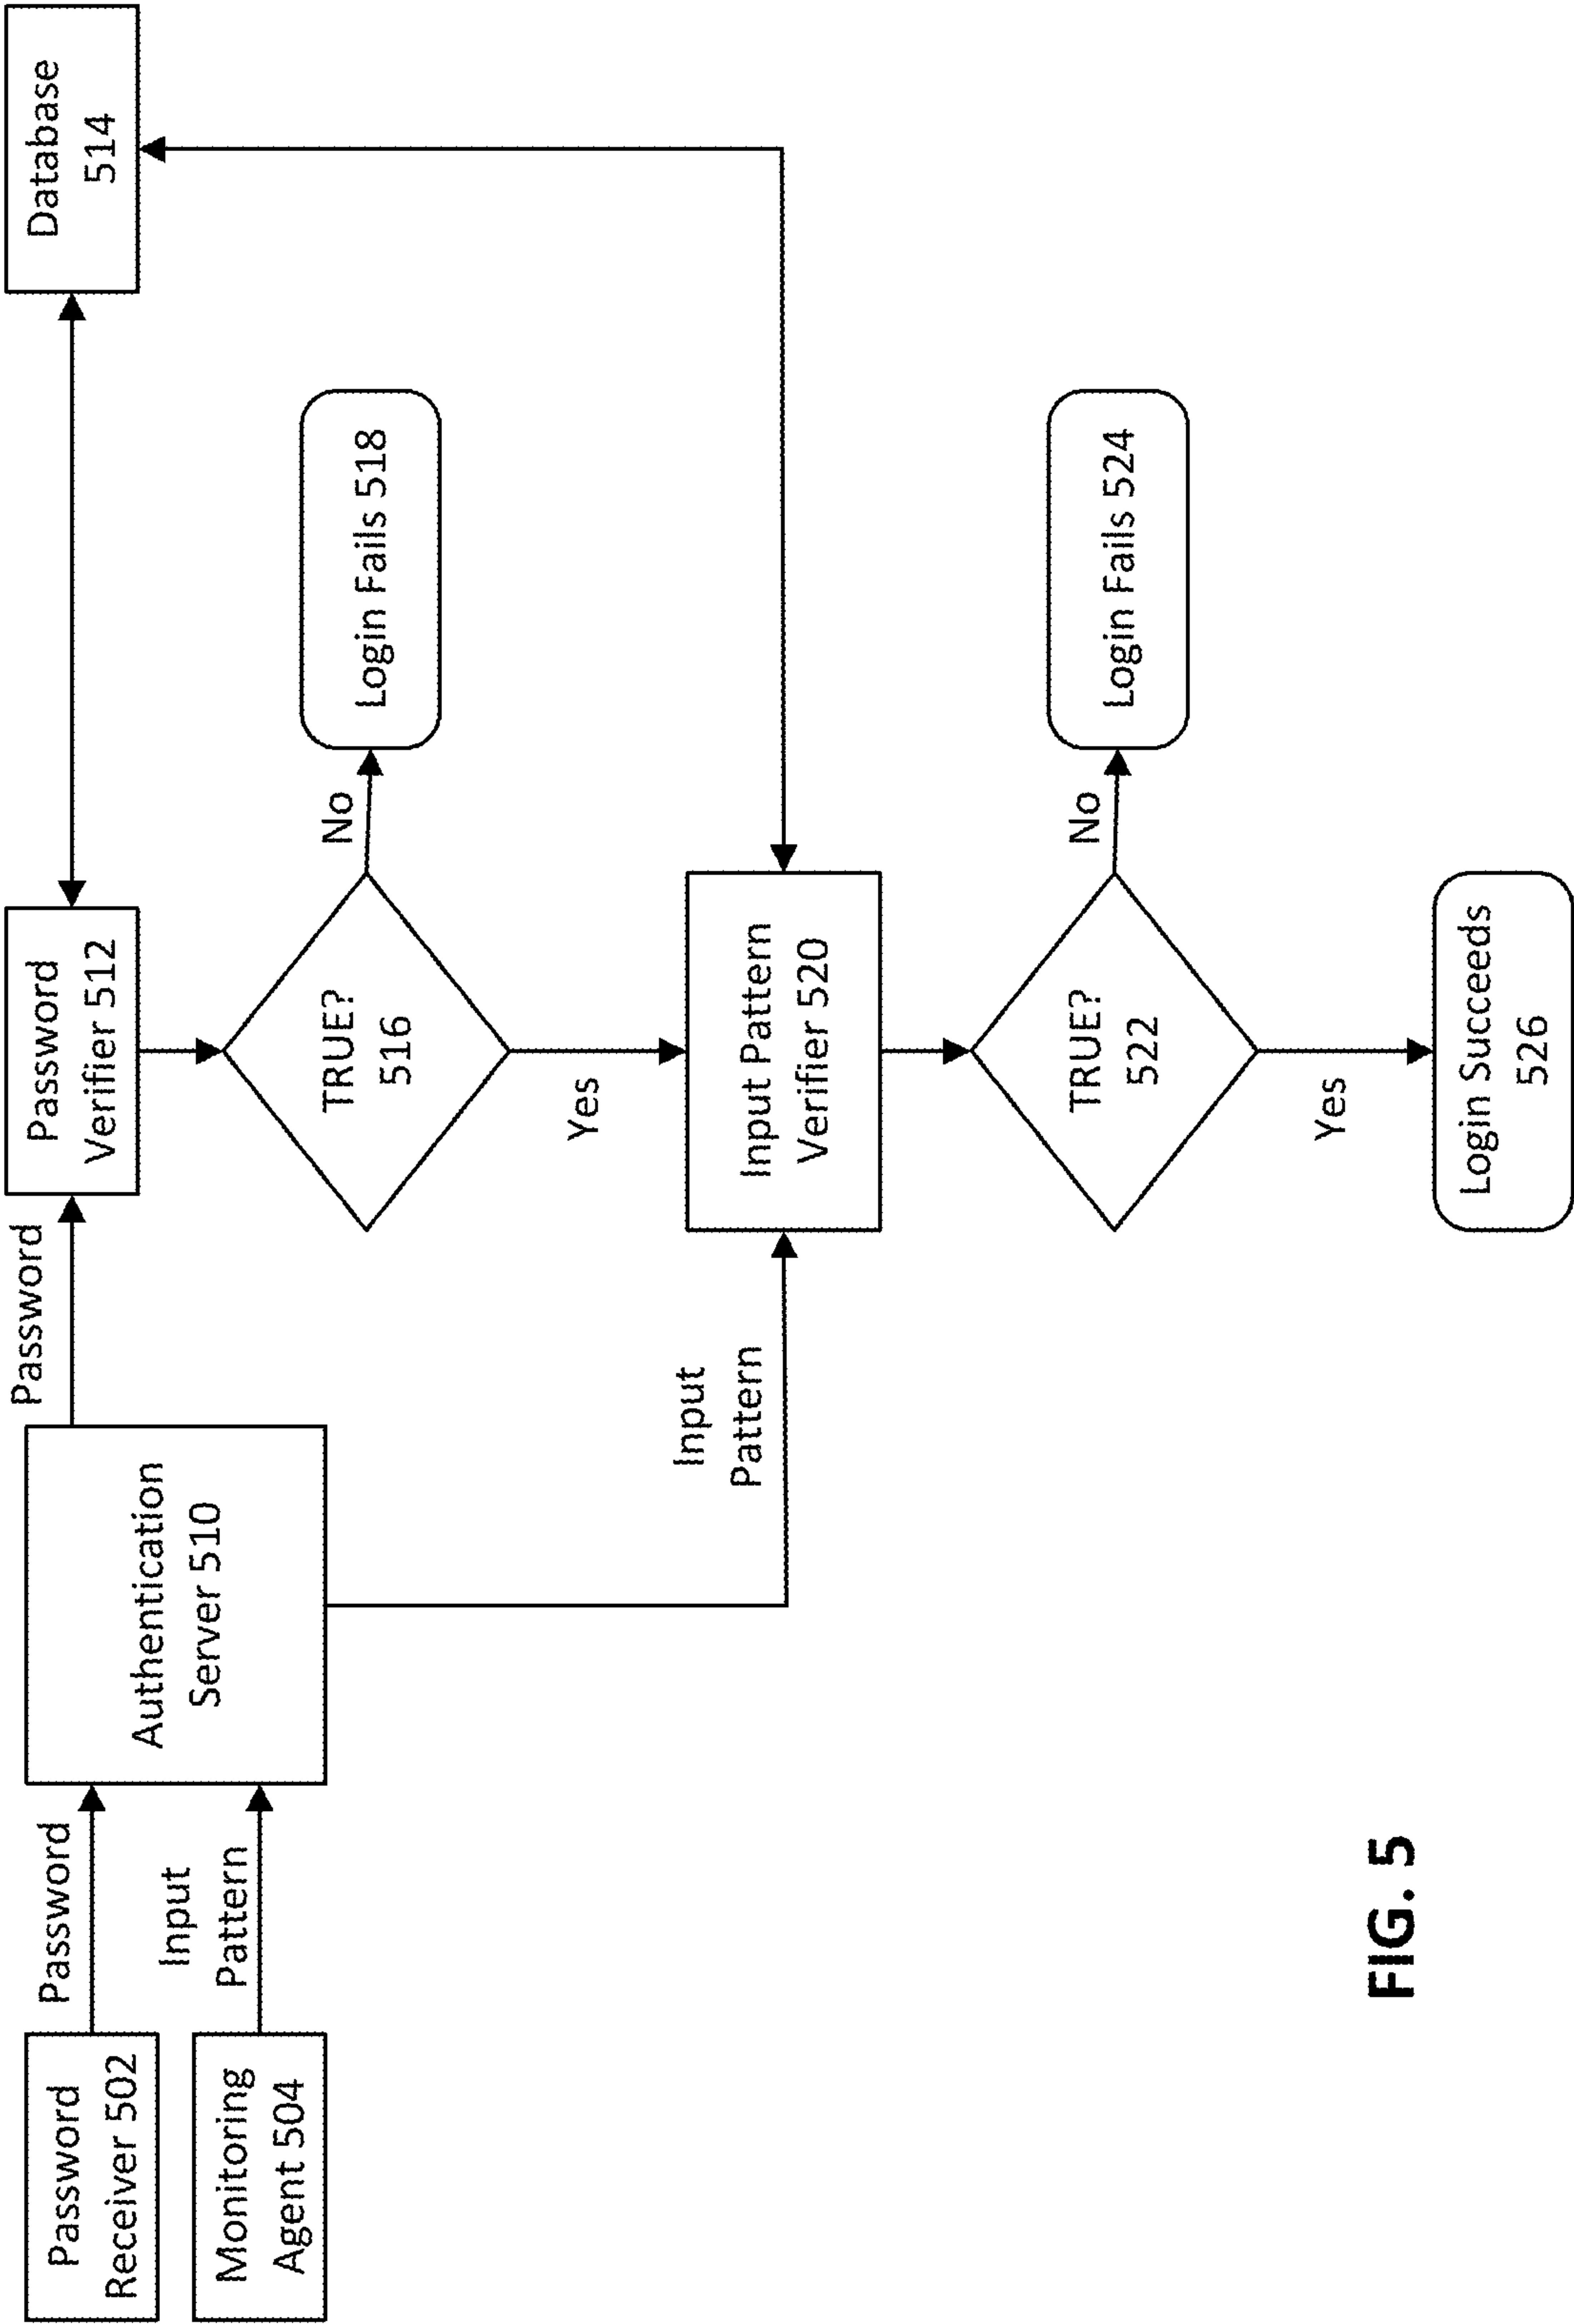 Password
Receiver 502
Password
Monitoring
Agent 504
Input
Pattern
Authentication
Server 510
Password
Password
Verifier 512
Database
514
TRUE?
516
No
Login Fails 518
Yes
Input
Pattern
Input Pattern
Verifier 520
TRUE?
522
No
Login Fails 524
Yes
Login Succeeds
526
FIG. 5